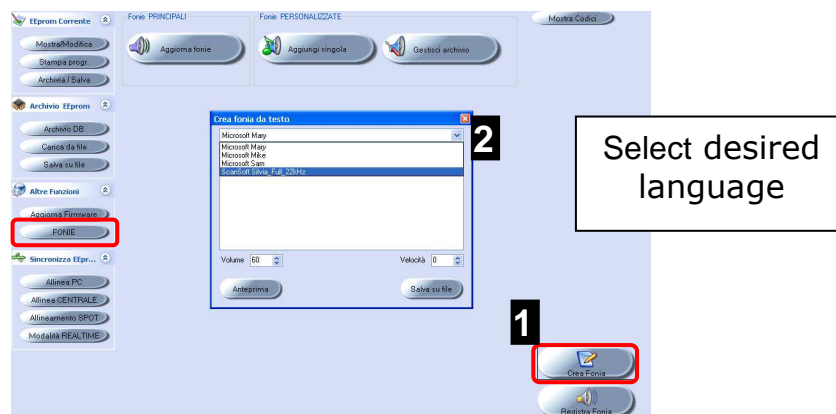 EEprom Corrente
Mostra/Modifica
Stampa progr.
Archivia / Salva
Archivio EEprom
Archivio DB
Carica da file
Salva su file
Altre Funzioni
Aggiorna Firmware
FONIE
Sincronizza EEpr...
Allinea PC
Allinea CENTRALE
Allineamento SPOT
Modalità REALTIME
Fonie PRINCIPALI
Aggiorna fonie
Fonie PERSONALIZZATE
Aggiungi singola
Gestisci archivio
Mostra Codici
Crea fonia da testo
Microsoft Mary
Microsoft Mary
Microsoft Mike
Microsoft Sam
ScanSoft Silvia_Full_22kHz
Volume 60
Velocità 0
Anteprima
Salva su file
2
Select desired
language
1
Crea Fonia
Registra Fonia